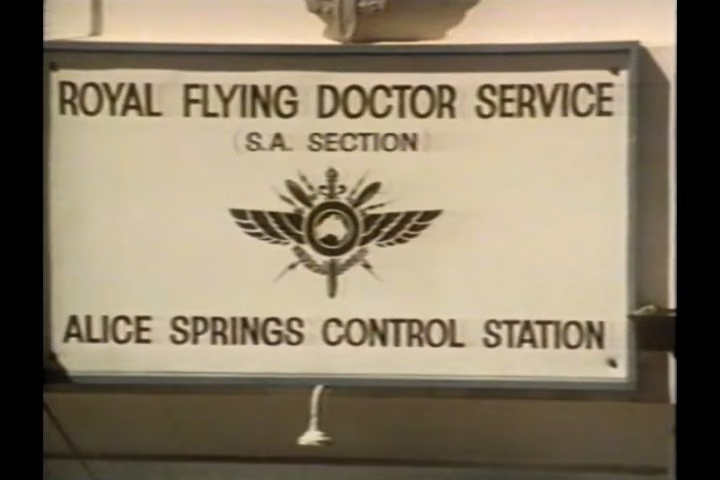 ROYAL FLYING DOCTOR SERVICE
(S.A. SECTION)
ALICE SPRINGS CONTROL STATION